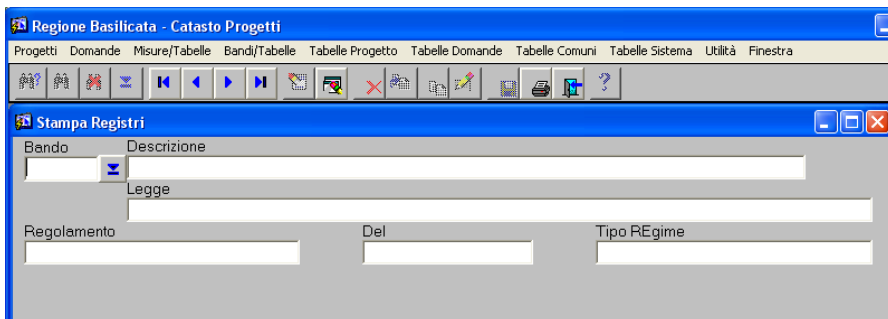 Regione Basilicata - Catasto Progetti
Progetti Domande Misure/Tabelle Bandi/Tabelle Tabelle Progetto Tabelle Domande Tabelle Comuni Tabelle Sistema Utilità Finestra
Stampa Registri
Bando Descrizione
Legge
Regolamento Del Tipo REgime